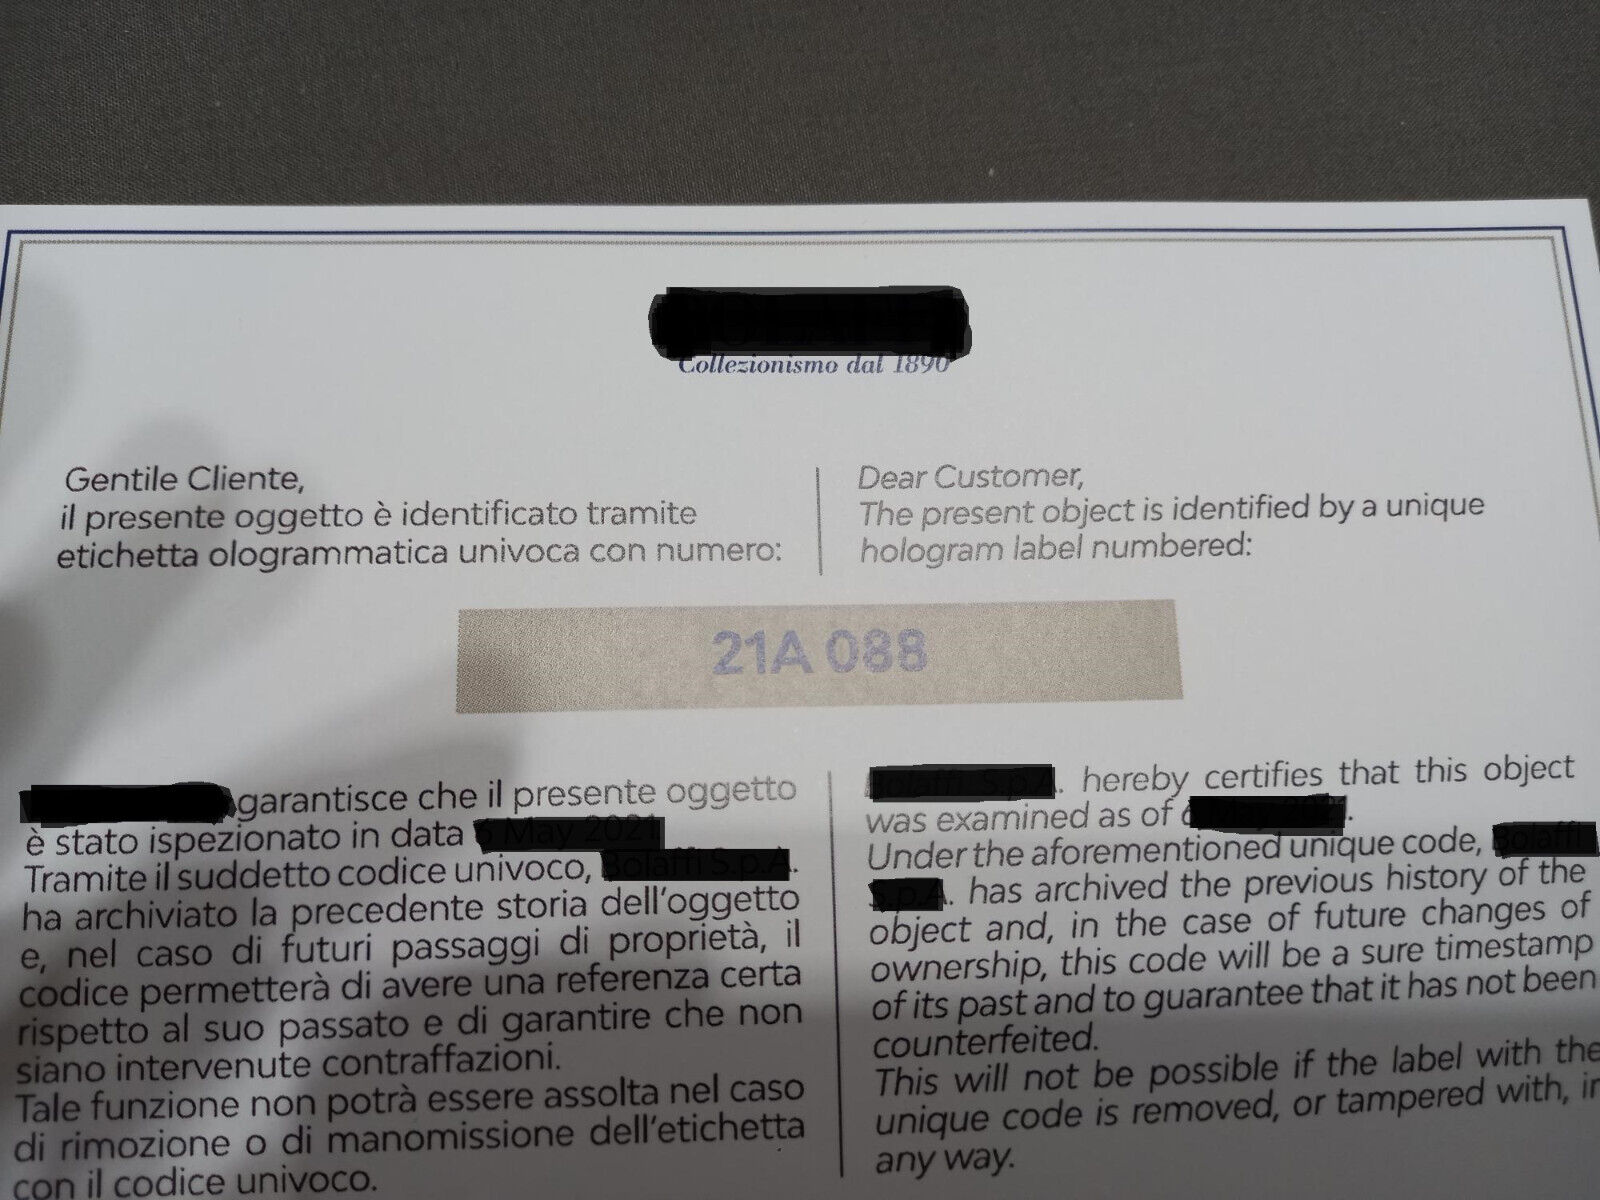 Collezionismo dal 1890
Gentile Cliente,
il presente oggetto è identificato tramite
etichetta ologrammatica univoca con numero:
Dear Customer,
The present object is identified by a unique
hologram label numbered:
21A 088
garantisce che il presente oggetto
è stato ispezionato in data
Tramite il suddetto codice univoco,
ha archiviato la precedente storia dell'oggetto
e, nel caso di futuri passaggi di proprietà, il
codice permetterà di avere una referenza certa
rispetto al suo passato e di garantire che non
siano intervenute contraffazioni.
Tale funzione non potrà essere assolta nel caso
di rimozione o di manomissione dell'etichetta
con il codice univoco.
hereby certifies that this object
was examined as of
Under the aforementioned unique code,
has archived the previous history of the
object and, in the case of future changes of
ownership, this code will be a sure timestamp
of its past and to guarantee that it has not been
counterfeited.
This will not be possible if the label with the
unique code is removed, or tampered with, in
any way.